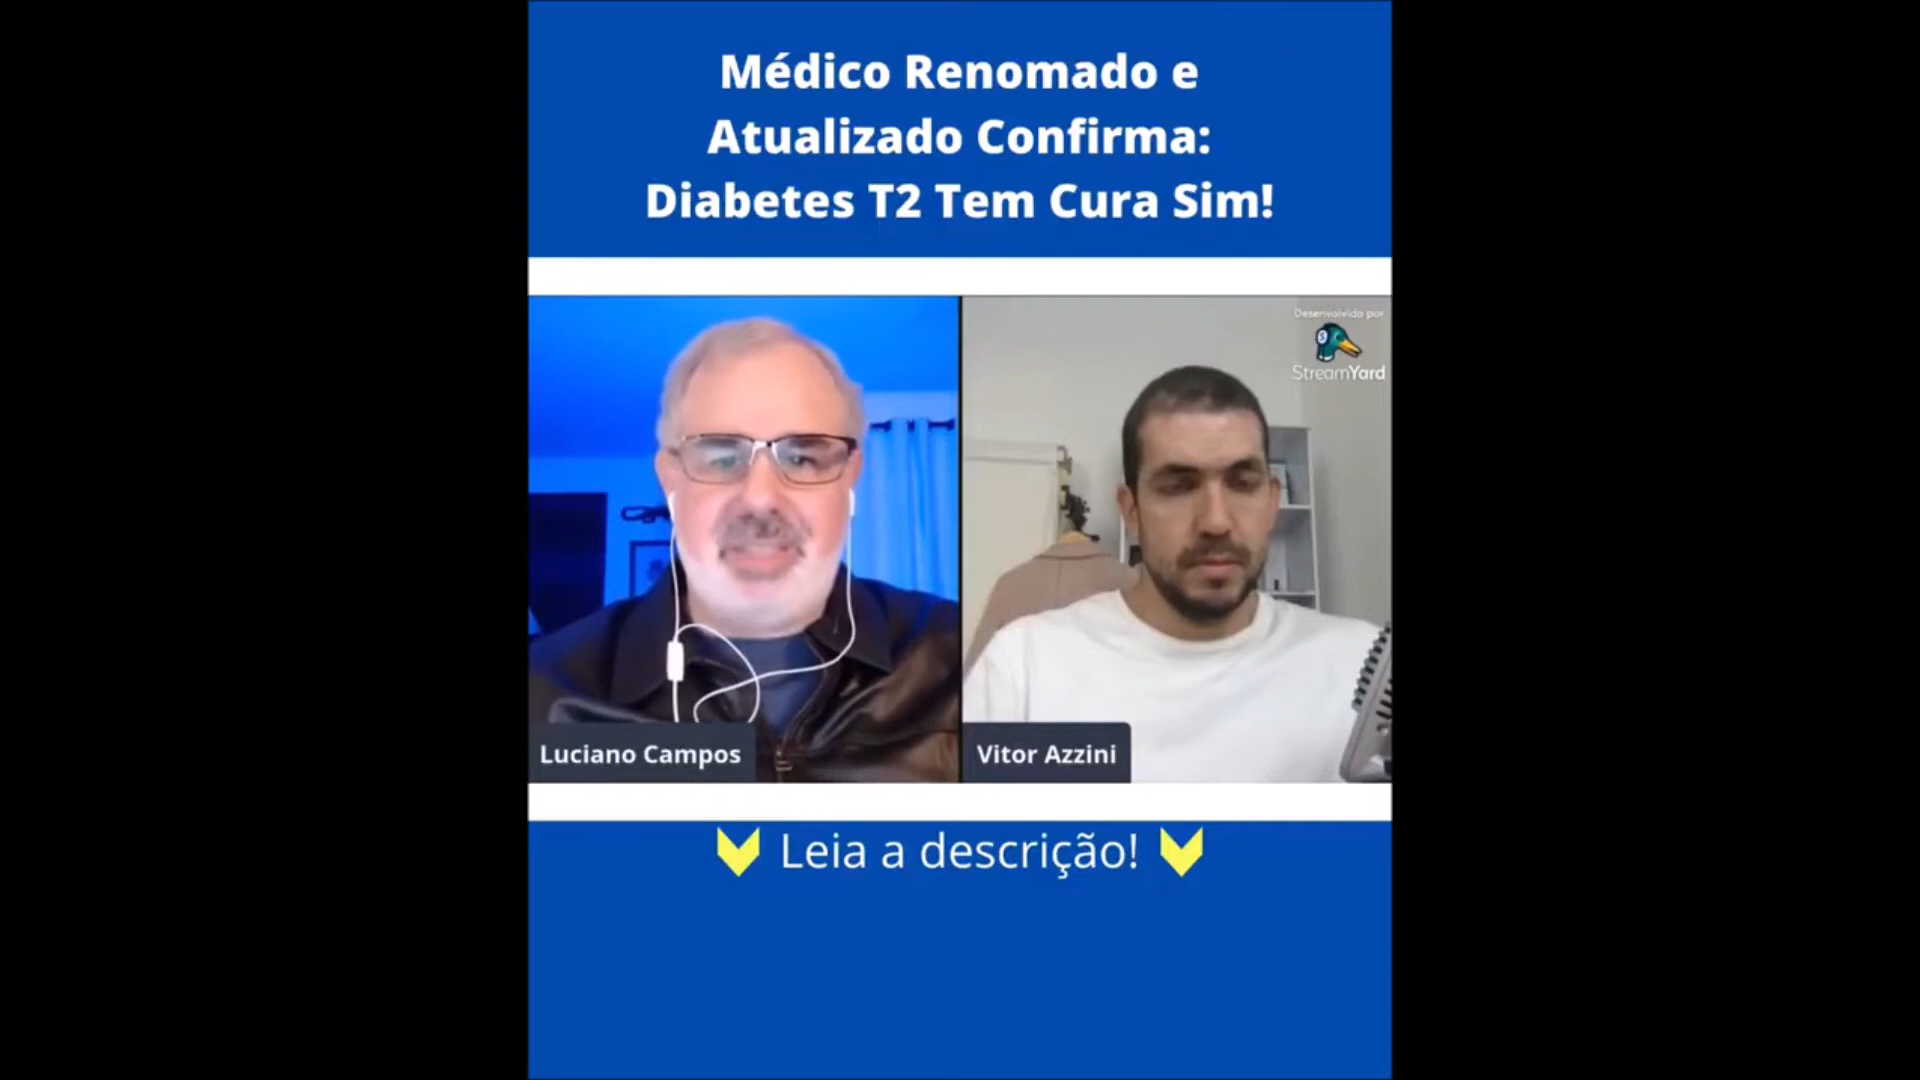 Médico Renomado e
Atualizado Confirma:
Diabetes T2 Tem Cura Sim!
Desenvolvido por
StreamYard
Luciano Campos
Vitor Azzini
Leia a descrição!